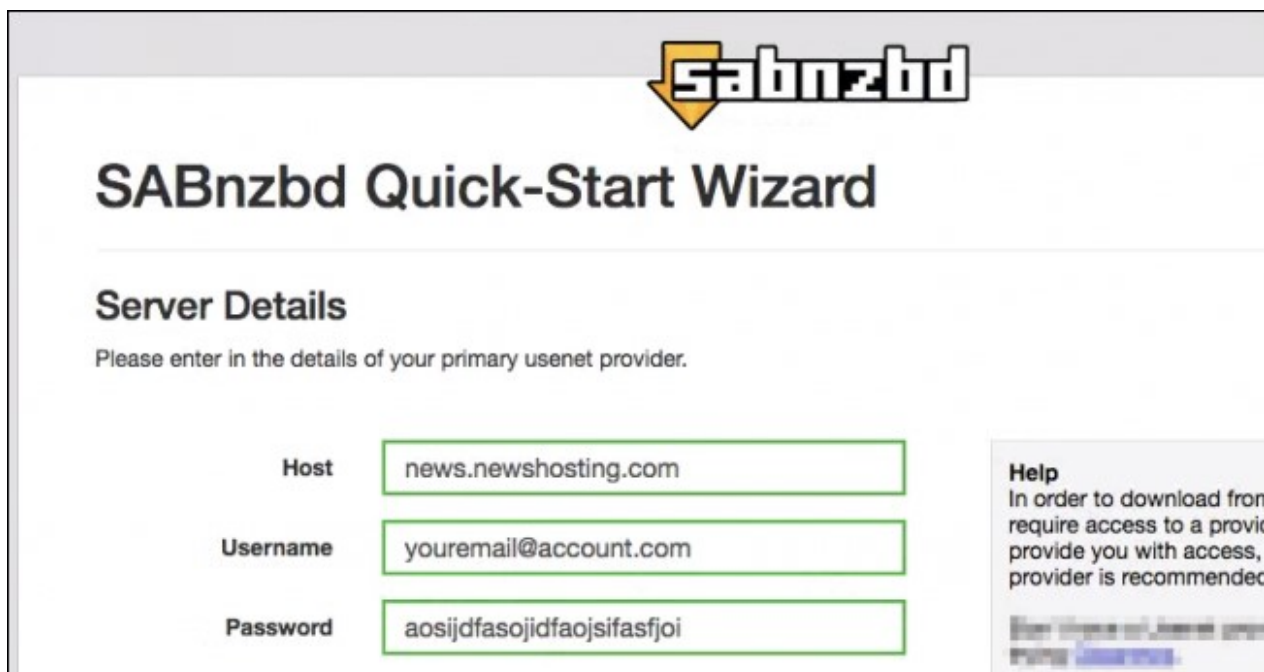 sabnzbd
SABnzbd Quick-Start Wizard
Server Details
Please enter in the details of your primary usenet provider.
Host
news.newshosting.com
Username
youremail@account.com
Password
aosijdfasojidfaojsifasfjoi
Help
In order to download from
require access to a provid
provide you with access,
provider is recommended